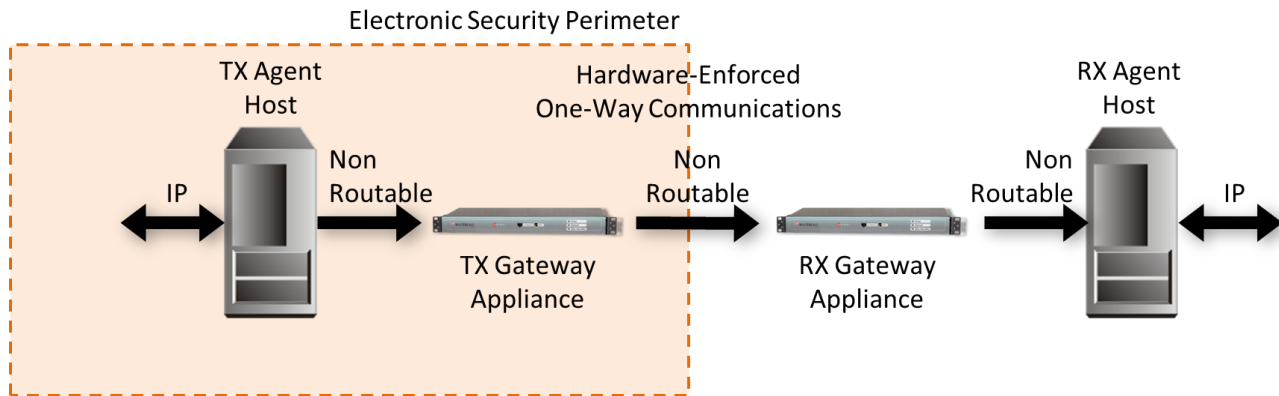 Electronic Security Perimeter
TX Agent
Host
Hardware-Enforced
One-Way Communications
RX Agent
Host
IP
Non
Routable
Non
Routable
Non
Routable
IP
TX Gateway
Appliance
RX Gateway
Appliance